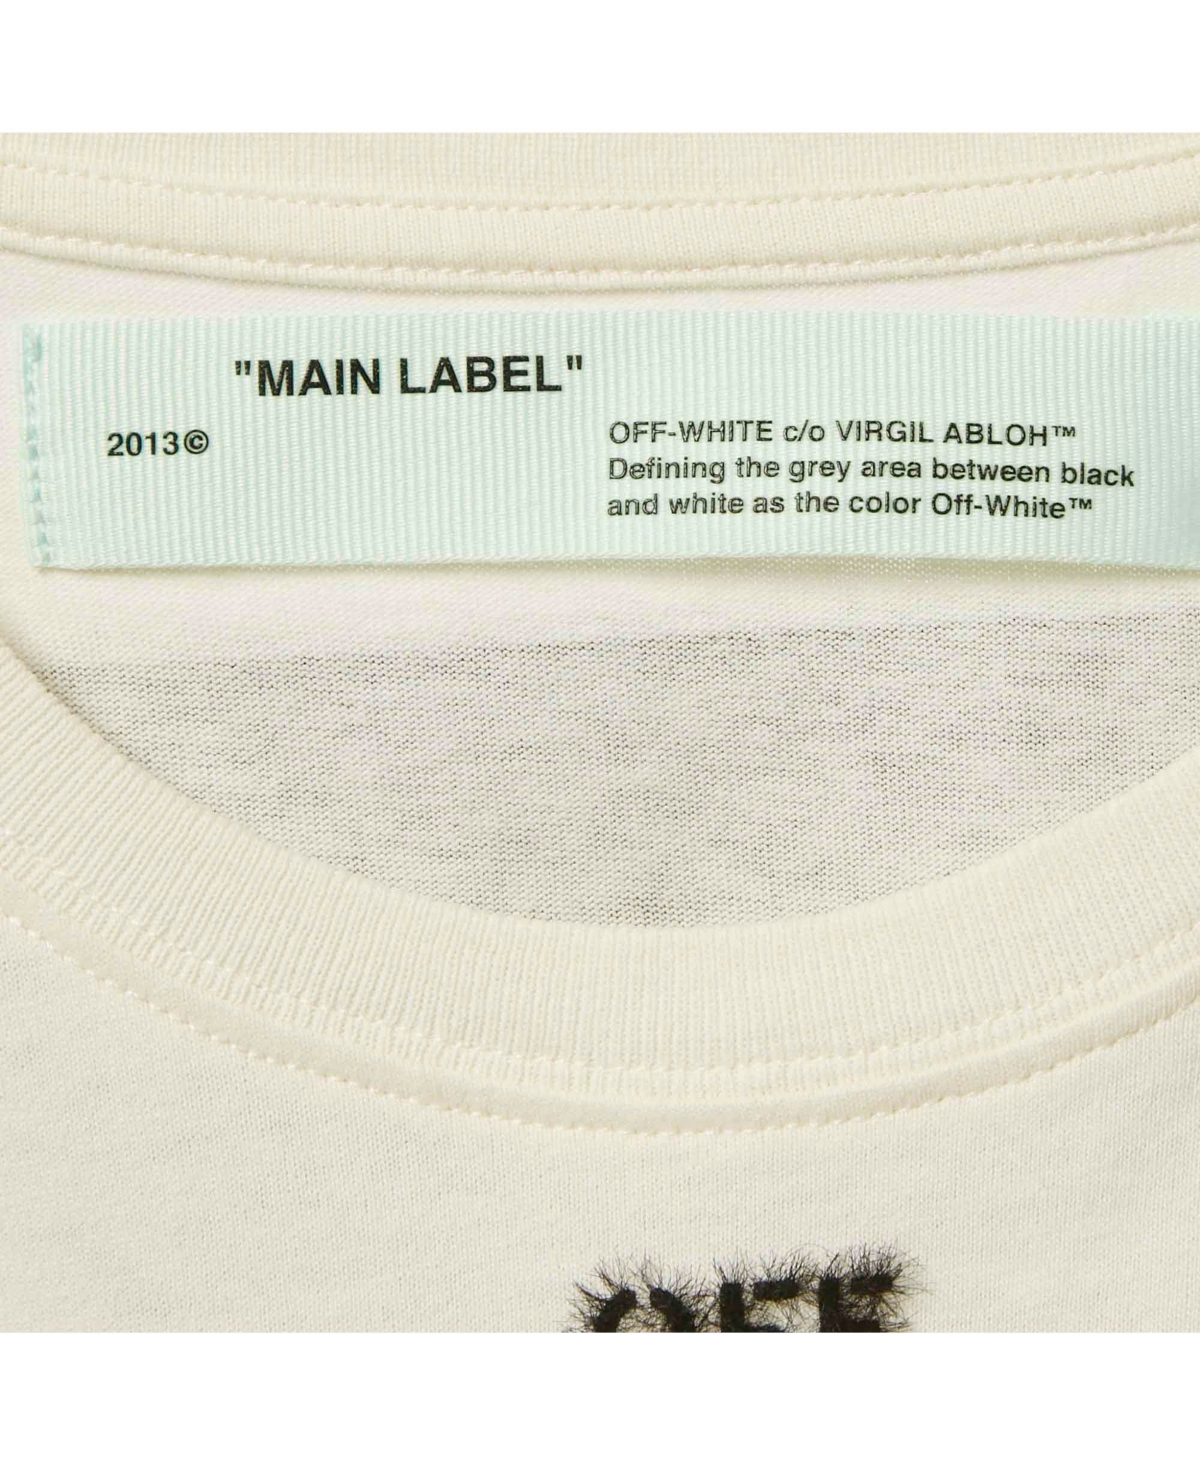 "MAIN LABEL"
2013©
OFF-WHITE c/o VIRGIL ABLOH™
Defining the grey area between black
and white as the color Off-White™
OFF